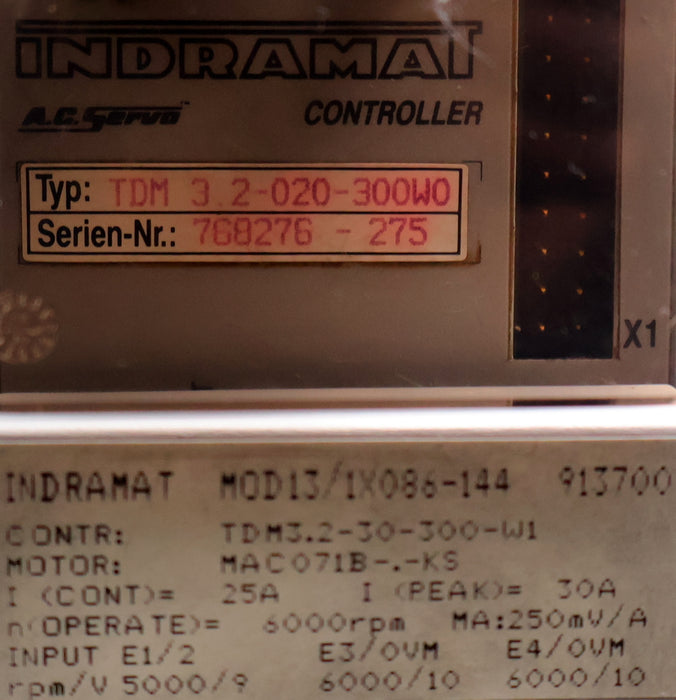 INDRAMAT
A.C. Servo™ CONTROLLER
Typ: TDM 3.2-020-300W0
Serien-Nr.: 768276 - 275
X1
INDRAMAT MOD13/1X086-144 913700
CONTR: TDM3.2-30-300-W1
MOTOR: MAC071B-.-KS
I (CONT)= 25A I (PEAK)= 30A
n(OPERATE)= 6000rpm MA:250mV/A
INPUT E1/2 E3/0VM E4/0VM
rpm/V 5000/9 6000/10 6000/10